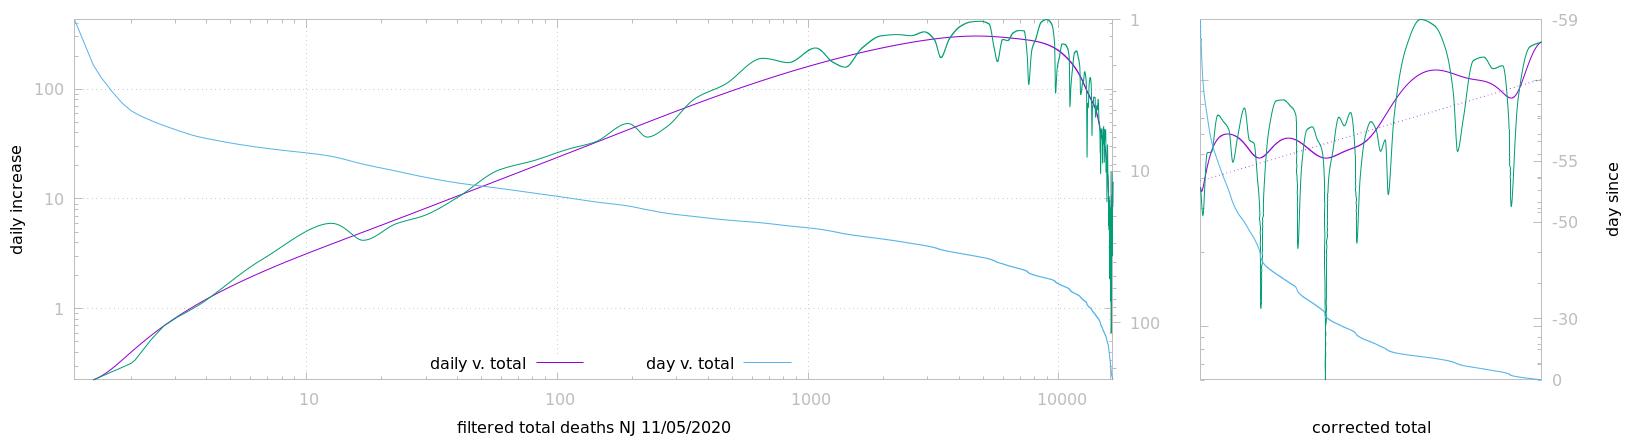 daily increase
100
10
1
daily v. total
day v. total
10
100
1000
10000
filtered total deaths NJ 11/05/2020
1
10
100
-59
-55
-50
-30
0
day since
corrected total